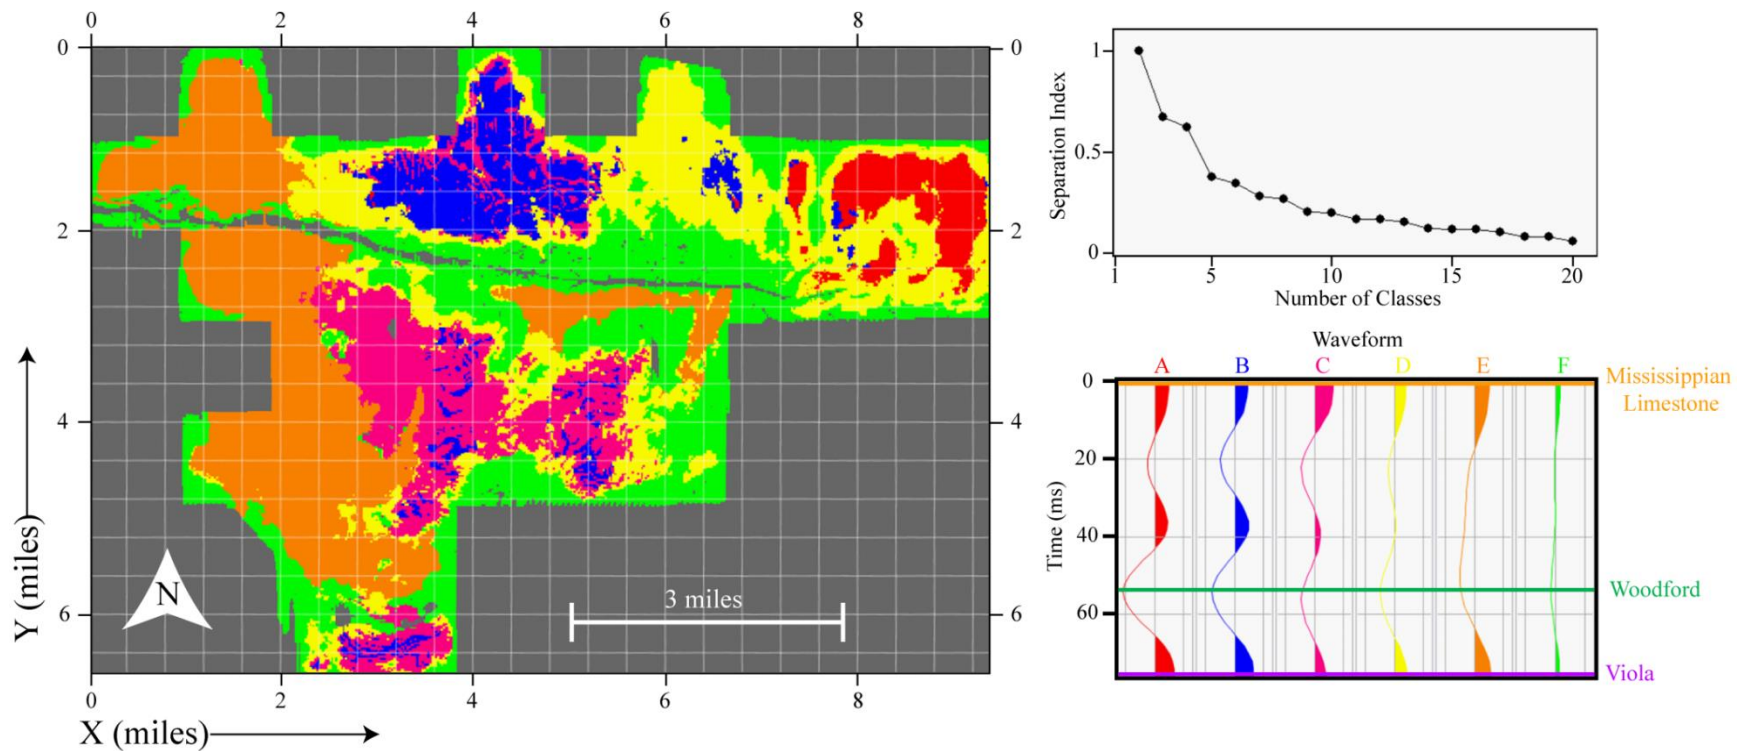 0 2 4 6 8
0 0
2 2
4 4
6 6
Y (miles)
N
3 miles
0 2 4 6 8
X (miles)
1
0.5
0
Separation Index
1 5 10 15 20
Number of Classes
Waveform
A B C D E F
0
20
40
60
Time (ms)
Mississippian
Limestone
Woodford
Viola